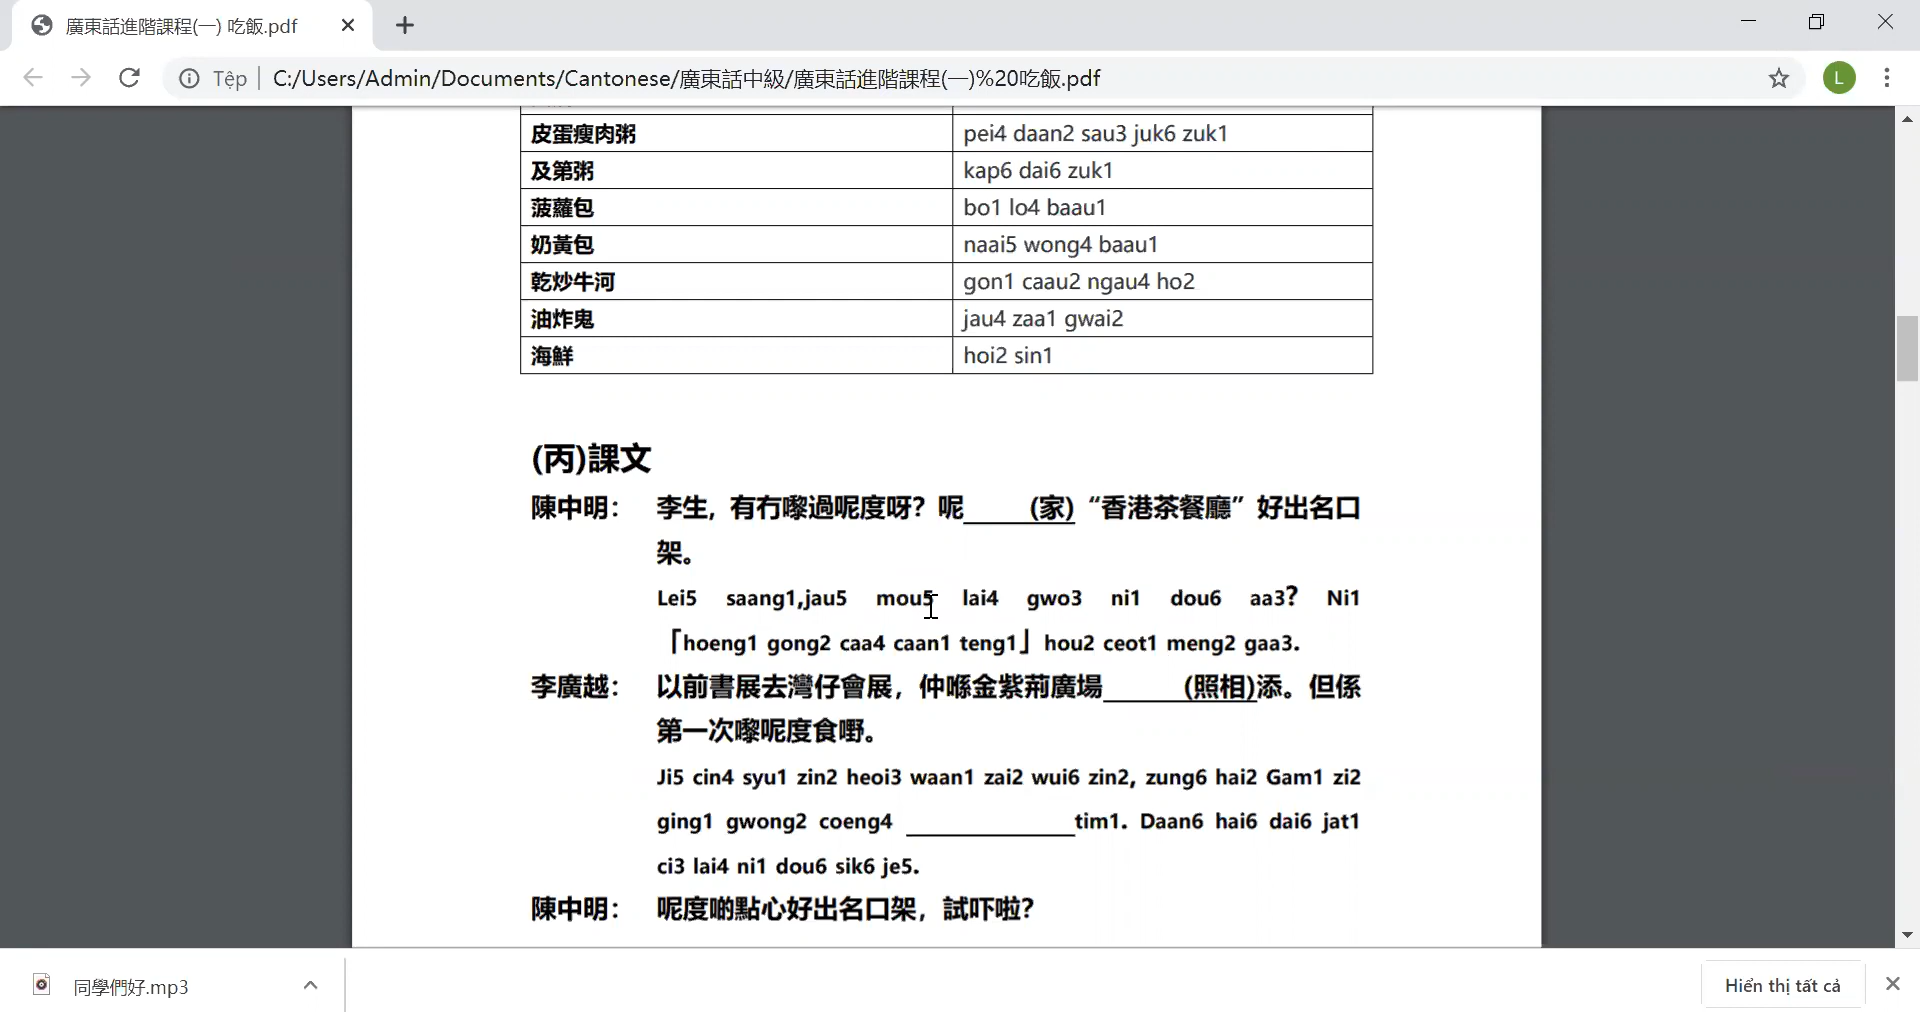 廣東話進階課程(一) 吃飯.pdf
Tệp
C:/Users/Admin/Documents/Cantonese/廣東話中級/廣東話進階課程(一)%20吃飯.pdf
L
皮蛋瘦肉粥 pei4 daan2 sau3 juk6 zuk1
及第粥 kap6 dai6 zuk1
菠蘿包 bo1 lo4 baau1
奶黃包 naai5 wong4 baau1
乾炒牛河 gon1 caau2 ngau4 ho2
油炸鬼 jau4 zaa1 gwai2
海鮮 hoi2 sin1
(丙)課文
陳中明： 李生, 有冇嚟過呢度呀？呢_____(家) “香港茶餐廳” 好出名口
架。
Lei5 saang1,jau5 mou5 lai4 gwo3 ni1 dou6 aa3? Ni1
「hoeng1 gong2 caa4 caan1 teng1」 hou2 ceot1 meng2 gaa3.
李廣越： 以前書展去灣仔會展，仲喺金紫荊廣場______(照相)添。但係
第一次嚟呢度食嘢。
Ji5 cin4 syu1 zin2 heoi3 waan1 zai2 wui6 zin2, zung6 hai2 Gam1 zi2
ging1 gwong2 coeng4 ______________tim1. Daan6 hai6 dai6 jat1
ci3 lai4 ni1 dou6 sik6 je5.
陳中明： 呢度啲點心好出名口架，試吓啦？
同學們好.mp3
Hiển thị tất cả